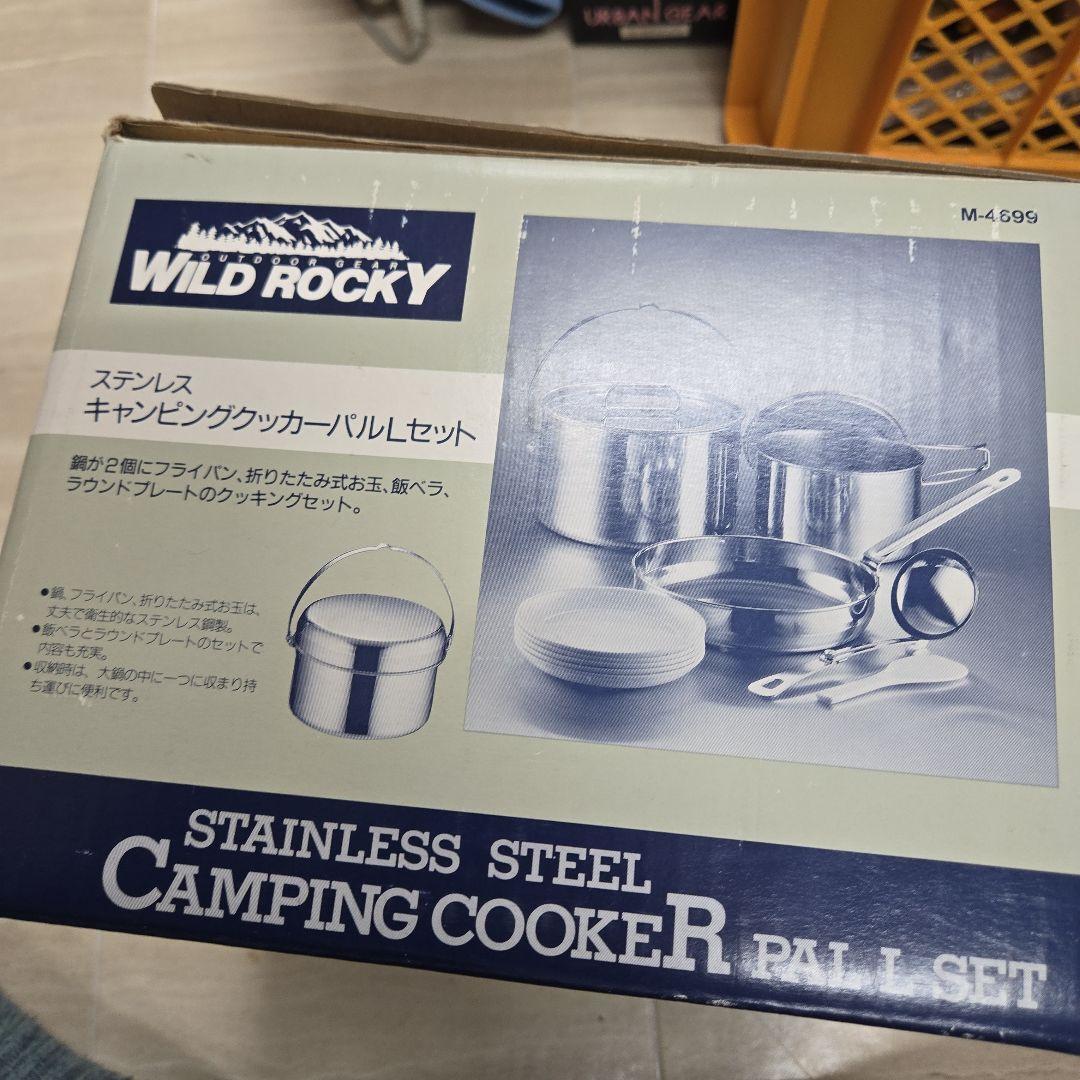 URBAN GEAR
M-4699
OUTDOOR GEAR
WILD ROCKY
ステンレス
キャンピングクッカーパルLセット
鍋が2個にフライパン、折りたたみ式お玉、飯ベラ、
ラウンドプレートのクッキングセット。
●鍋、フライパン、折りたたみ式お玉は、
丈夫で衛生的なステンレス鋼製。
●飯ベラとラウンドプレートのセットで
内容も充実。
●収納時は、大鍋の中に一つに収まり持
ち運びに便利です。
STAINLESS STEEL
CAMPING COOKER PAL L SET